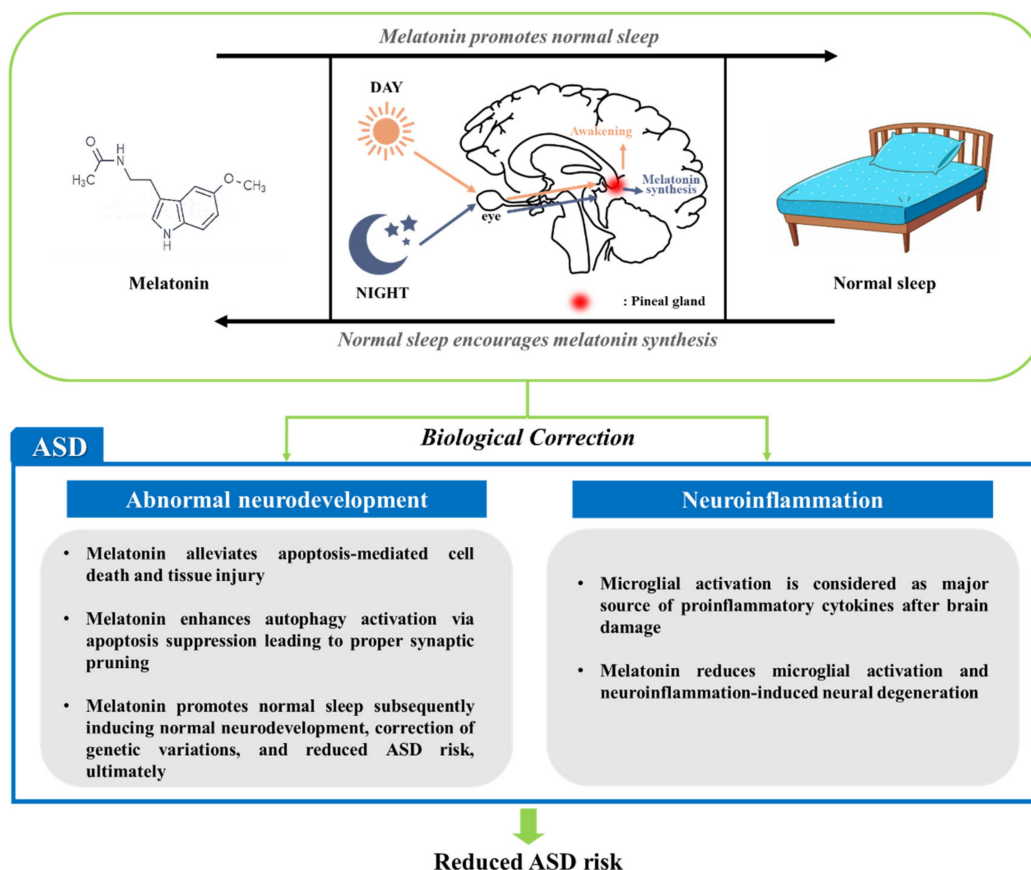 Melatonin promotes normal sleep
DAY
Awakening
Melatonin
synthesis
eye
NIGHT
: Pineal gland
O
H
N
CH₃
O
CH₃
N
H
Melatonin
Normal sleep
Normal sleep encourages melatonin synthesis
Biological Correction
ASD
Abnormal neurodevelopment
• Melatonin alleviates apoptosis-mediated cell
death and tissue injury
• Melatonin enhances autophagy activation via
apoptosis suppression leading to proper synaptic
pruning
• Melatonin promotes normal sleep subsequently
inducing normal neurodevelopment, correction of
genetic variations, and reduced ASD risk,
ultimately
Neuroinflammation
• Microglial activation is considered as major
source of proinflammatory cytokines after brain
damage
• Melatonin reduces microglial activation and
neuroinflammation-induced neural degeneration
Reduced ASD risk